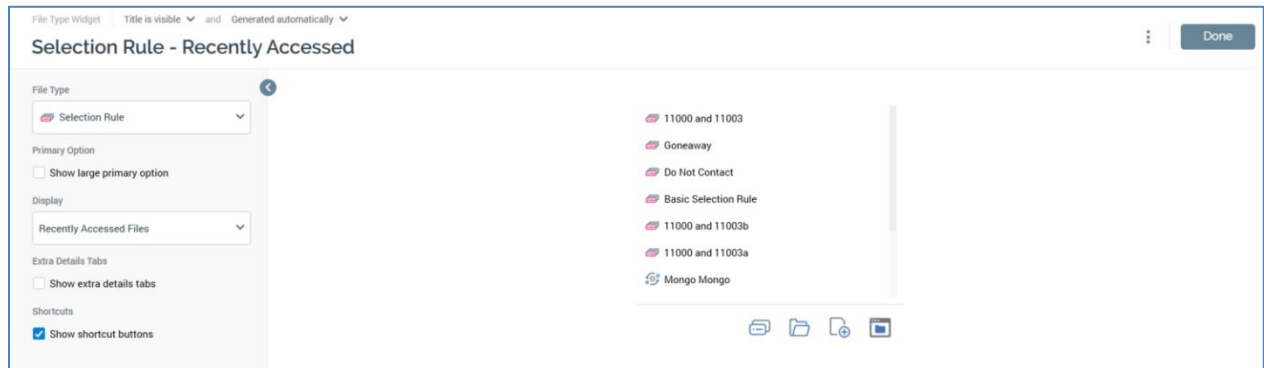 File Type Widget Title is visible and Generated automatically
Selection Rule - Recently Accessed
Done
File Type
Selection Rule
Primary Option
Show large primary option
Display
Recently Accessed Files
Extra Details Tabs
Show extra details tabs
Shortcuts
Show shortcut buttons
11000 and 11003
Goneaway
Do Not Contact
Basic Selection Rule
11000 and 11003b
11000 and 11003a
Mongo Mongo